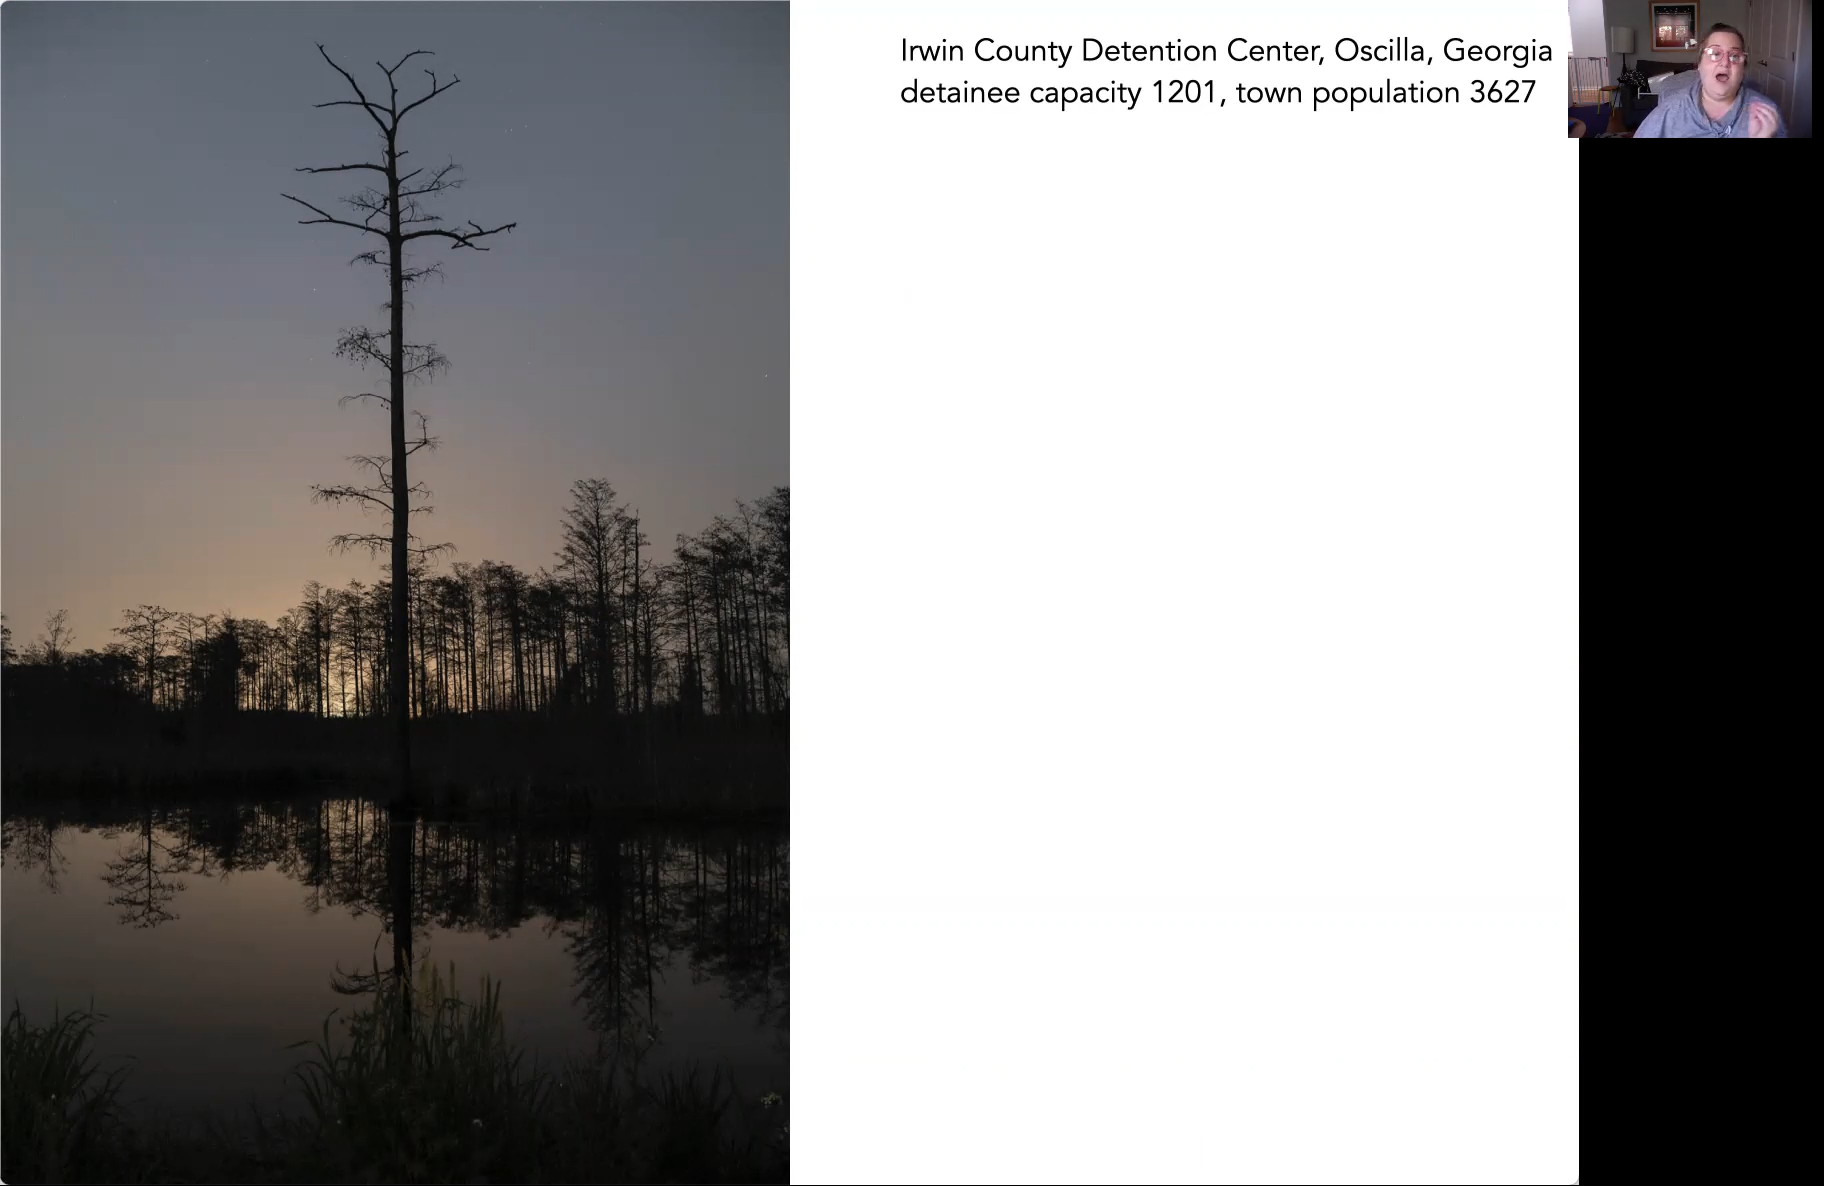 Irwin County Detention Center, Oscilla, Georgia
detainee capacity 1201, town population 3627